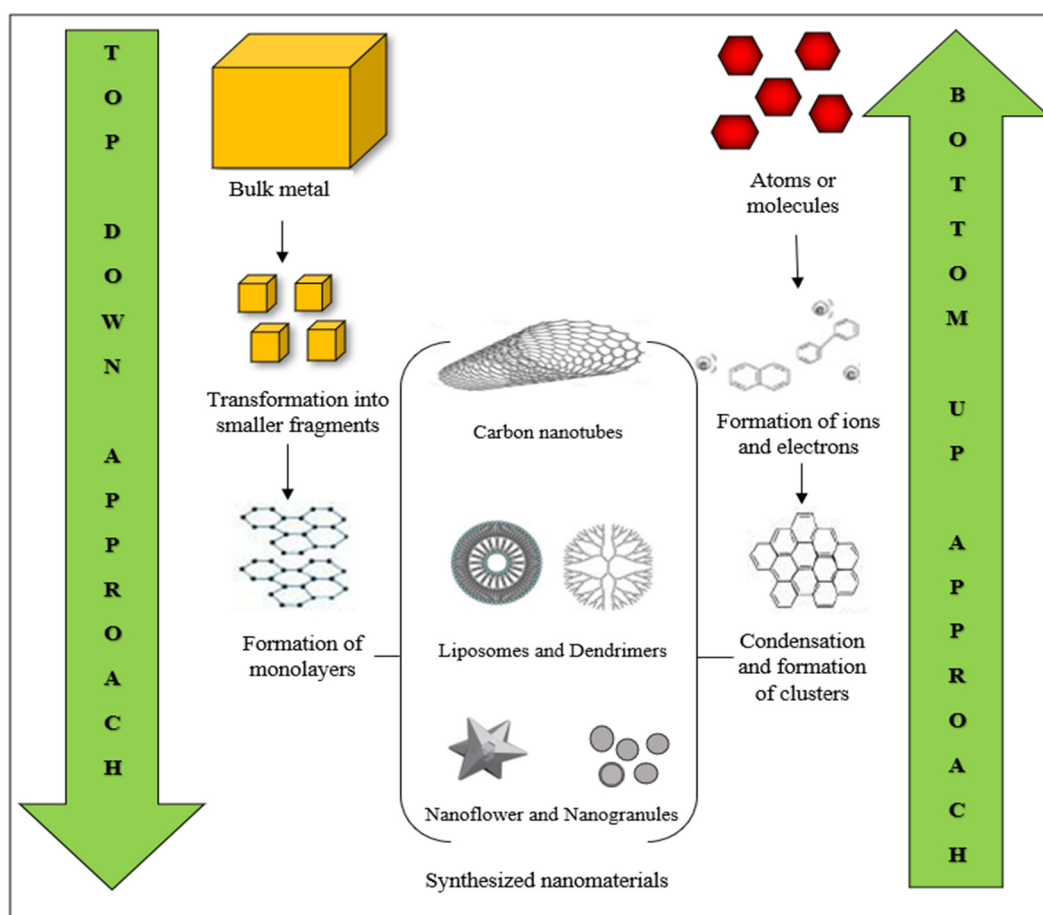 TOP DOWN APPROACH
Bulk metal
Transformation into
smaller fragments
Formation of
monolayers
Carbon nanotubes
Liposomes and Dendrimers
Nanoflower and Nanogranules
Synthesized nanomaterials
Atoms or
molecules
Formation of ions
and electrons
Condensation
and formation
of clusters
BOTTOM UP APPROACH